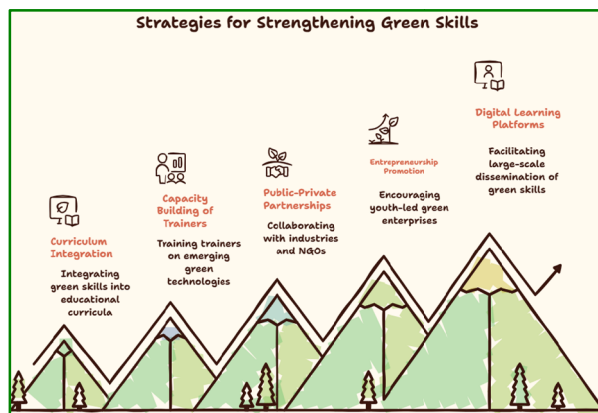 Strategies for Strengthening Green Skills
Digital Learning
Platforms
Facilitating
large-scale
dissemination of
green skills
Entrepreneurship
Promotion
Encouraging
youth-led green
enterprises
Public-Private
Partnerships
Collaborating
with industries
and NGOs
Capacity
Building of
Trainers
Training trainers
on emerging
green
technologies
Curriculum
Integration
Integrating
green skills into
educational
curricula